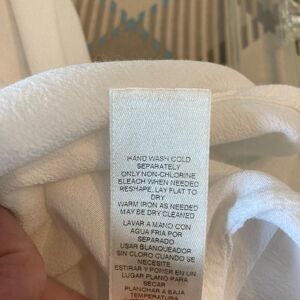 HAND WASH COLD
SEPARATELY
ONLY NON-CHLORINE
BLEACH WHEN NEEDED
RESHAPE, LAY FLAT TO
DRY
WARM IRON AS NEEDED
MAY BE DRY CLEANED
LAVAR A MANO CON
AGUA FRIA POR
SEPARADO
USAR BLANQUEADOR
SIN CLORO CUANDO SE
NECESITE
ESTIRAR Y PONER EN UN
LUGAR PLANO PARA
SECAR
PLANCHAR A BAJA
TEMPERATURA